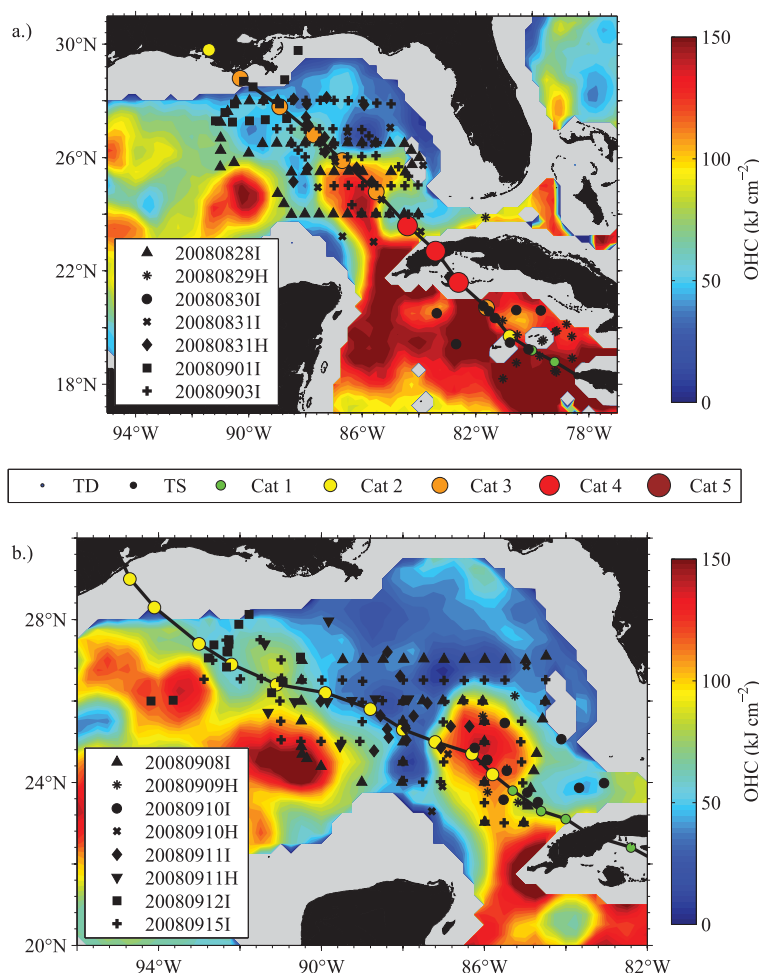 a.)
30°N
26°N
22°N
18°N
94°W 90°W 86°W 82°W 78°W
20080828I
20080829H
20080830I
20080831I
20080831H
20080901I
20080903I
150
100
50
0
OHC (kJ cm⁻²)
TD TS Cat 1 Cat 2 Cat 3 Cat 4 Cat 5
b.)
28°N
24°N
20°N
94°W 90°W 86°W 82°W
20080908I
20080909H
20080910I
20080910H
20080911I
20080911H
20080912I
20080915I
150
100
50
0
OHC (kJ cm⁻²)